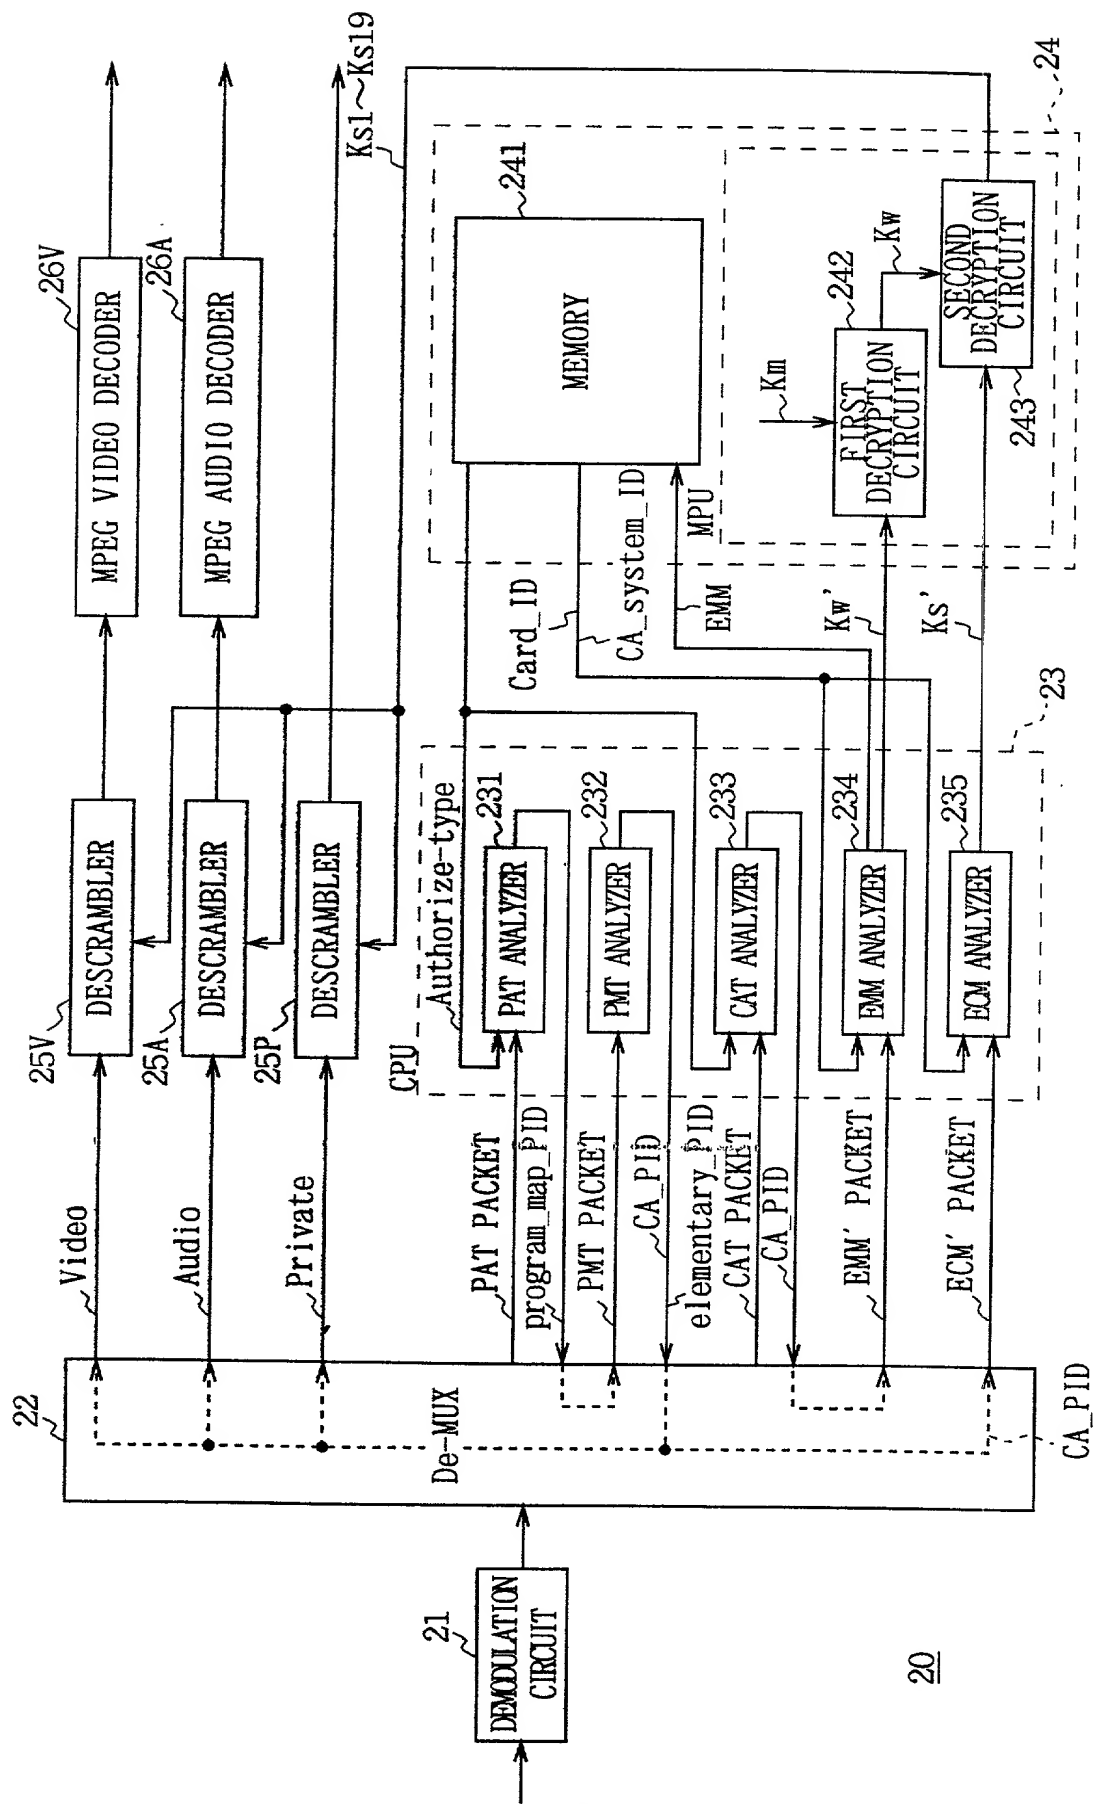 26V
MPEG VIDEO DECODER
26A
MPEG AUDIO DECODER
Ks1~Ks19
25V
DESCRAMBLER
25A
DESCRAMBLER
25P
DESCRAMBLER
Video
Audio
Private
22
De-MUX
CA_PID
21
DEMODULATION
CIRCUIT
20
CPU
23
Authorize-type
231
PAT ANALYZER
232
PMT ANALYZER
233
CAT ANALYZER
234
EMM ANALYZER
235
ECM ANALYZER
PAT PACKET
program_map_PID
PMT PACKET
CA_PID
elementary_PID
CAT PACKET
CA_PID
EMM' PACKET
ECM' PACKET
Card_ID
CA_system_ID
EMM
Kw'
Ks'
24
241
MEMORY
MPU
Km
242
FIRST
DECRYPTION
CIRCUIT
Kw
SECOND
DECRYPTION
CIRCUIT
243